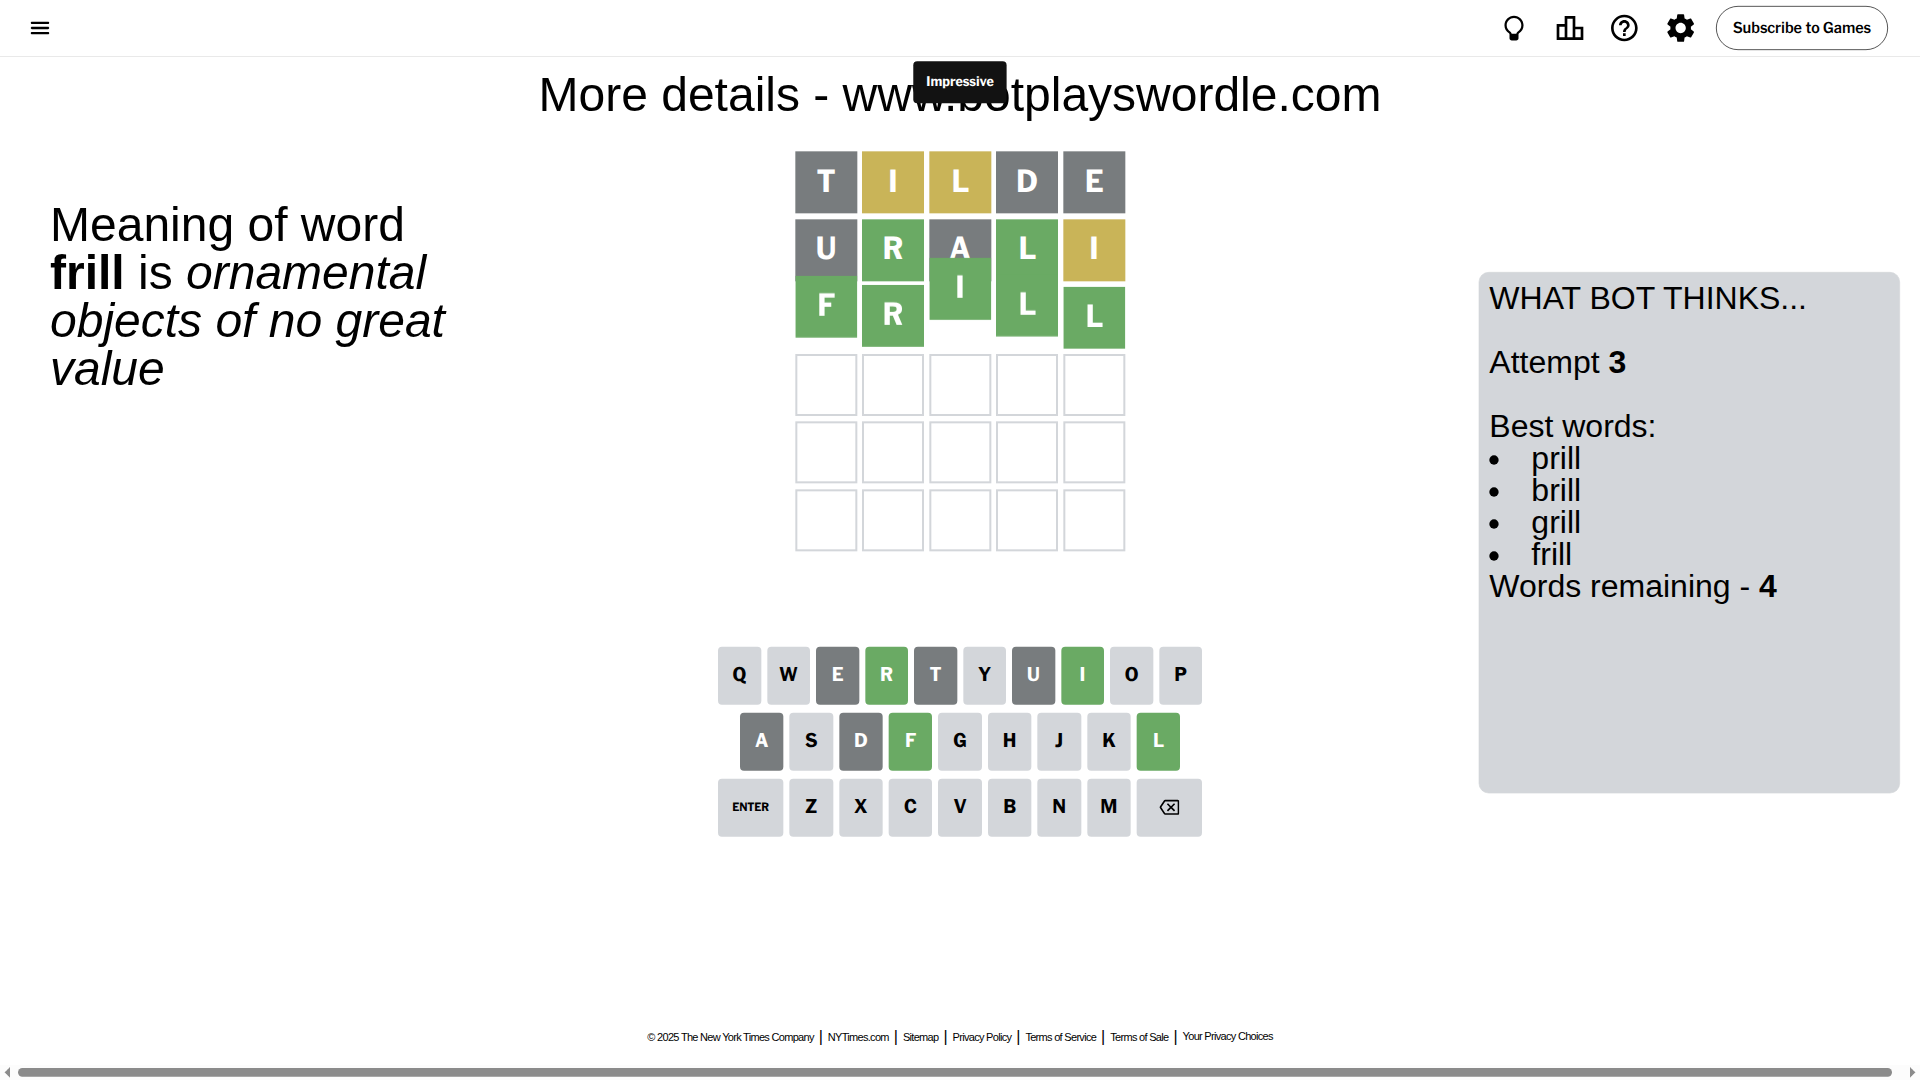 Subscribe to Games
Impressive
More details - www.botplayswordle.com
Meaning of word
frill is ornamental
objects of no great
value
T I L D E
U R A L I
F R I L L
WHAT BOT THINKS...
Attempt 3
Best words:
• prill
• brill
• grill
• frill
Words remaining - 4
Q W E R T Y U I O P
A S D F G H J K L
ENTER Z X C V B N M
© 2025 The New York Times Company | NYTimes.com | Sitemap | Privacy Policy | Terms of Service | Terms of Sale | Your Privacy Choices